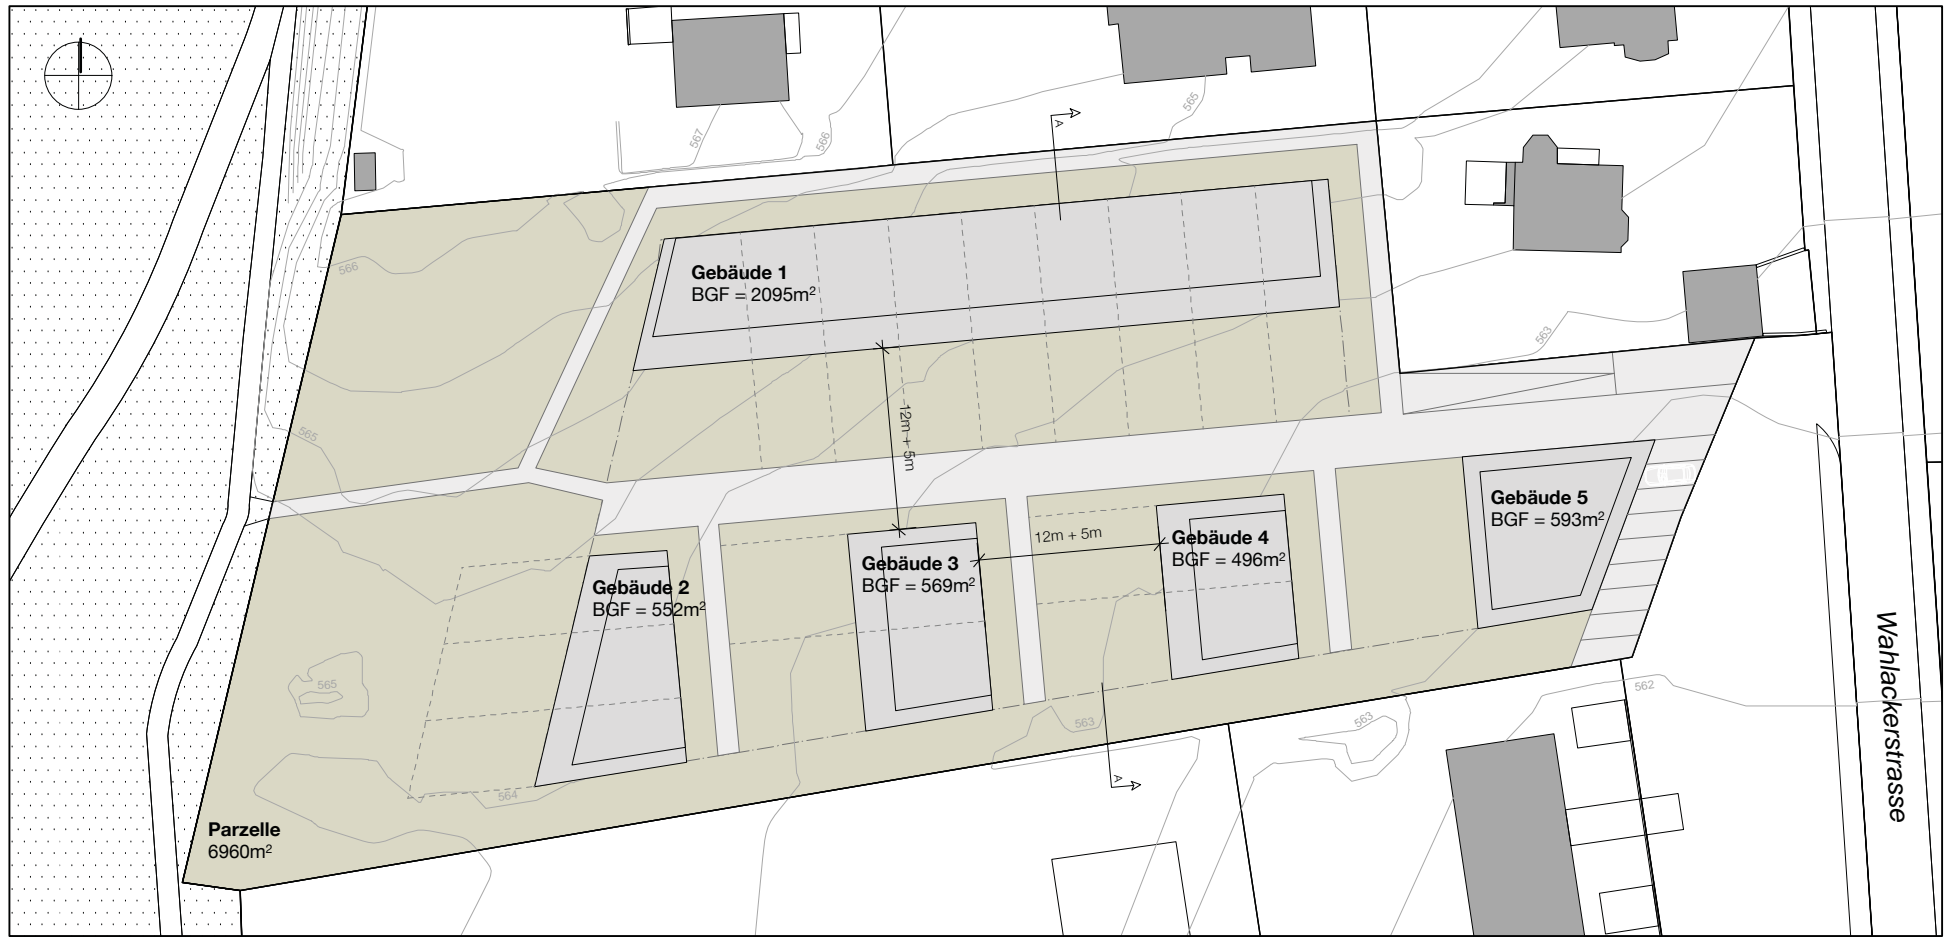 567
566
565
A
Gebäude 1
BGF = 2095m²
566
563
565
12m + 5m
12m + 5m
Gebäude 5
BGF = 593m²
Gebäude 4
BGF = 496m²
Gebäude 3
BGF = 569m²
Gebäude 2
BGF = 552m²
Wahlackerstrasse
565
562
563
563
A
564
Parzelle
6960m²